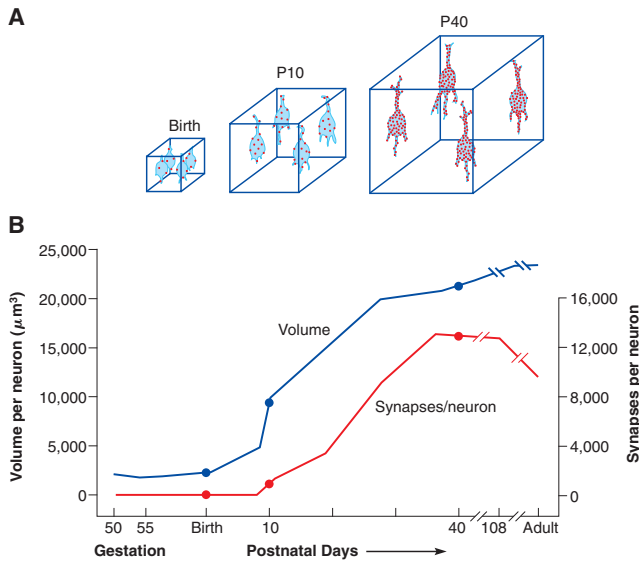 A
P40
P10
Birth
B
25,000
20,000
15,000
10,000
5,000
0
Volume per neuron (μm³)
Volume
Synapses/neuron
16,000
12,000
8,000
4,000
0
Synapses per neuron
50 55 Birth 10 40 108 Adult
Gestation Postnatal Days